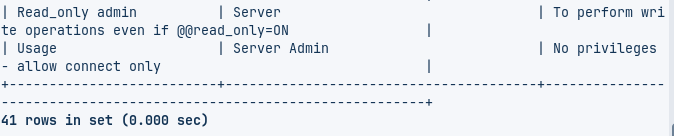 | Read_only admin          | Server                                | To perform wri
te operations even if @@read_only=ON                 |
| Usage                    | Server Admin                          | No privileges 
- allow connect only                                 |
+--------------------------+---------------------------------------+---------------
-----------------------------------------------------+
41 rows in set (0.000 sec)